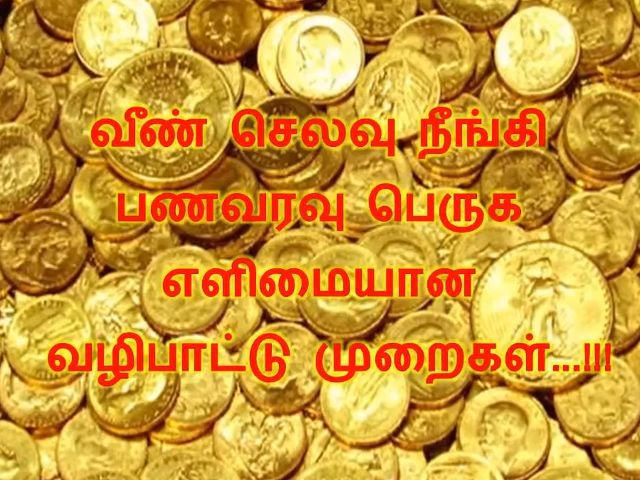 வீண் செலவு நீங்கி
பணவரவு பெருக
எளிமையான
வழிபாட்டு முறைகள்...!!!